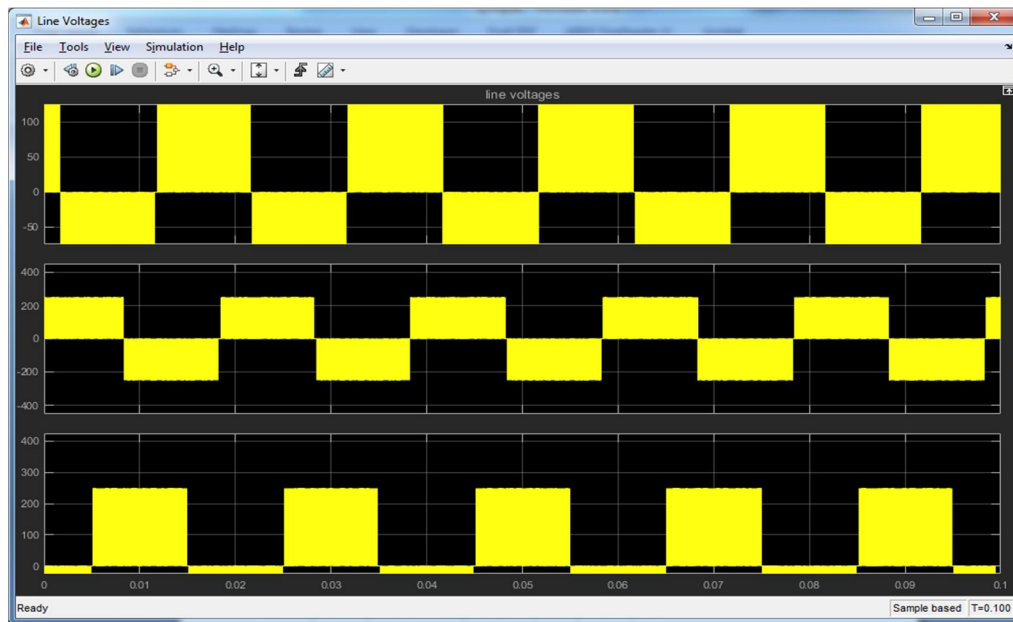 Line Voltages
File Tools View Simulation Help
line voltages
100
50
0
-50
400
200
0
-200
-400
400
300
200
100
0
0 0.01 0.02 0.03 0.04 0.05 0.06 0.07 0.08 0.09 0.1
Ready Sample based T=0.100